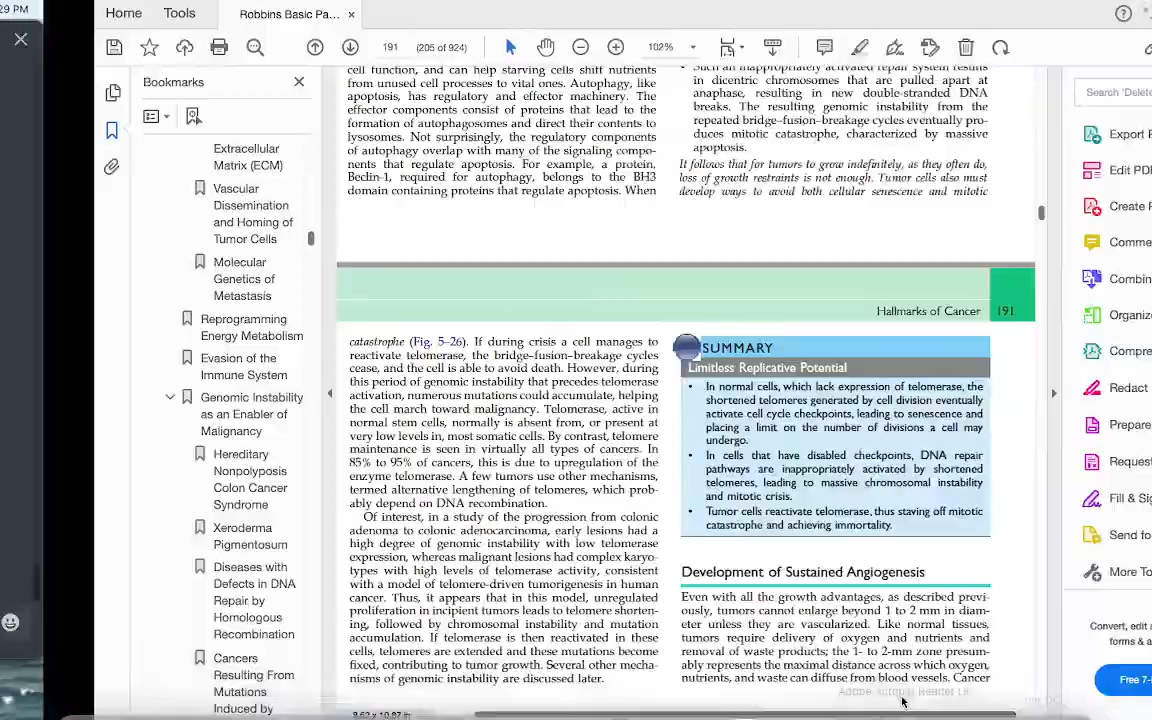 29 PM
Home
Tools
Robbins Basic Pa...
191
(205 of 924)
102%
Bookmarks
Extracellular
Matrix (ECM)
Vascular
Dissemination
and Homing of
Tumor Cells
Molecular
Genetics of
Metastasis
Reprogramming
Energy Metabolism
Evasion of the
Immune System
Genomic Instability
as an Enabler of
Malignancy
Hereditary
Nonpolyposis
Colon Cancer
Syndrome
Xeroderma
Pigmentosum
Diseases with
Defects in DNA
Repair by
Homologous
Recombination
Cancers
Resulting From
Mutations
Induced by
cell function, and can help starving cells shift nutrients
from unused cell processes to vital ones. Autophagy, like
apoptosis, has regulatory and effector machinery. The
effector components consist of proteins that lead to the
formation of autophagosomes and direct their contents to
lysosomes. Not surprisingly, the regulatory components
of autophagy overlap with many of the signaling compo-
nents that regulate apoptosis. For example, a protein,
Beclin-1, required for autophagy, belongs to the BH3
domain containing proteins that regulate apoptosis. When
• Such an inappropriately activated repair system results
in dicentric chromosomes that are pulled apart at
anaphase, resulting in new double-stranded DNA
breaks. The resulting genomic instability from the
repeated bridge–fusion–breakage cycles eventually pro-
duces mitotic catastrophe, characterized by massive
apoptosis.
It follows that for tumors to grow indefinitely, as they often do,
loss of growth restraints is not enough. Tumor cells also must
develop ways to avoid both cellular senescence and mitotic
Hallmarks of Cancer 191
catastrophe (Fig. 5–26). If during crisis a cell manages to
reactivate telomerase, the bridge–fusion–breakage cycles
cease, and the cell is able to avoid death. However, during
this period of genomic instability that precedes telomerase
activation, numerous mutations could accumulate, helping
the cell march toward malignancy. Telomerase, active in
normal stem cells, normally is absent from, or present at
very low levels in, most somatic cells. By contrast, telomere
maintenance is seen in virtually all types of cancers. In
85% to 95% of cancers, this is due to upregulation of the
enzyme telomerase. A few tumors use other mechanisms,
termed alternative lengthening of telomeres, which prob-
ably depend on DNA recombination.
Of interest, in a study of the progression from colonic
adenoma to colonic adenocarcinoma, early lesions had a
high degree of genomic instability with low telomerase
expression, whereas malignant lesions had complex karyo-
types with high levels of telomerase activity, consistent
with a model of telomere-driven tumorigenesis in human
cancer. Thus, it appears that in this model, unregulated
proliferation in incipient tumors leads to telomere shorten-
ing, followed by chromosomal instability and mutation
accumulation. If telomerase is then reactivated in these
cells, telomeres are extended and these mutations become
fixed, contributing to tumor growth. Several other mecha-
nisms of genomic instability are discussed later.
SUMMARY
Limitless Replicative Potential
• In normal cells, which lack expression of telomerase, the
shortened telomeres generated by cell division eventually
activate cell cycle checkpoints, leading to senescence and
placing a limit on the number of divisions a cell may
undergo.
• In cells that have disabled checkpoints, DNA repair
pathways are inappropriately activated by shortened
telomeres, leading to massive chromosomal instability
and mitotic crisis.
• Tumor cells reactivate telomerase, thus staving off mitotic
catastrophe and achieving immortality.
Development of Sustained Angiogenesis
Even with all the growth advantages, as described previ-
ously, tumors cannot enlarge beyond 1 to 2 mm in diam-
eter unless they are vascularized. Like normal tissues,
tumors require delivery of oxygen and nutrients and
removal of waste products; the 1- to 2-mm zone presum-
ably represents the maximal distance across which oxygen,
nutrients, and waste can diffuse from blood vessels. Cancer
8.62 x 10.87 in
Search 'Delete
Export P
Edit PDF
Create P
Comme
Combin
Organiz
Compre
Redact
Prepare
Request
Fill & Sig
Send fo
More To
Convert, edit a
forms & a
Free 7-